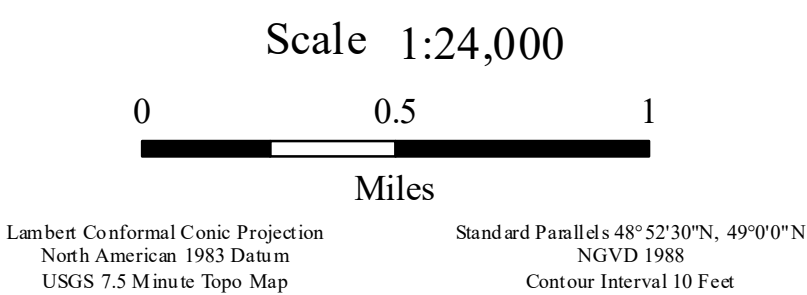 Scale 1:24,000
0 0.5 1
Miles
Lambert Conformal Conic Projection
North American 1983 Datum
USGS 7.5 Minute Topo Map
Standard Parallels 48°52'30"N, 49°0'0"N
NGVD 1988
Contour Interval 10 Feet